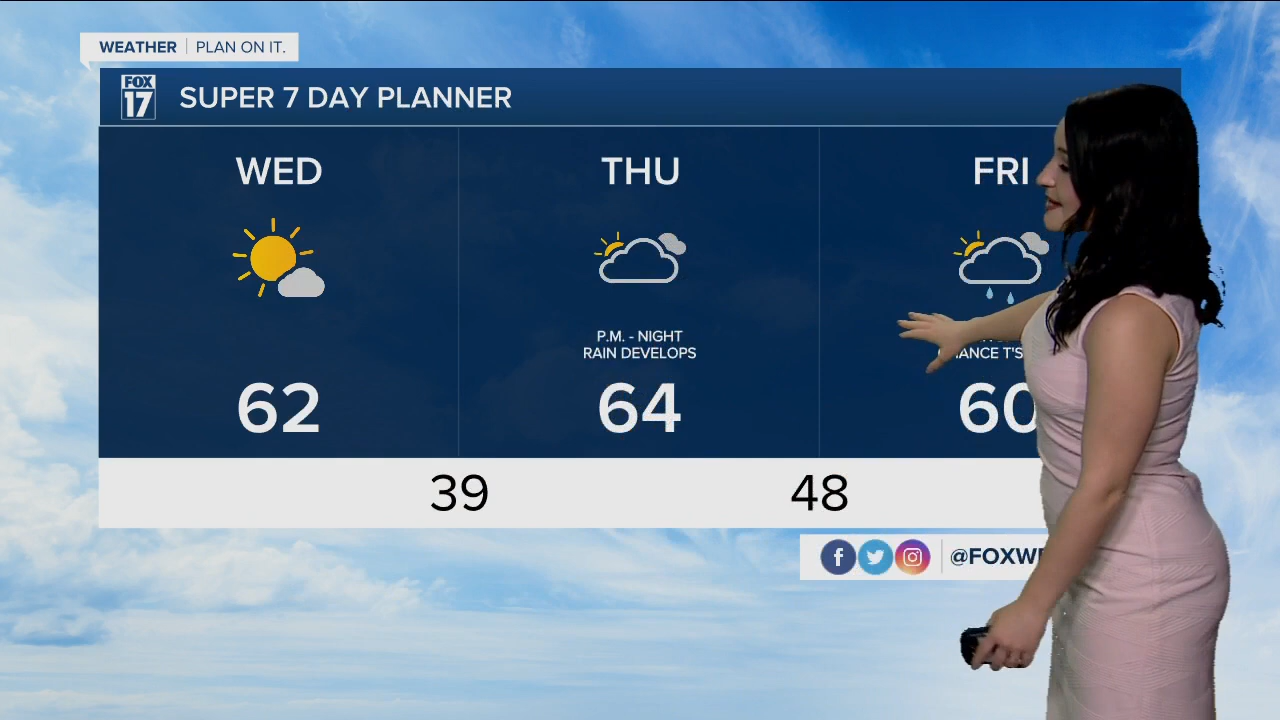 WEATHER PLAN ON IT.
FOX
17
SUPER 7 DAY PLANNER
WED
THU
FRI
P.M. - NIGHT
RAIN DEVELOPS
T'S
62
64
60
39
48
f